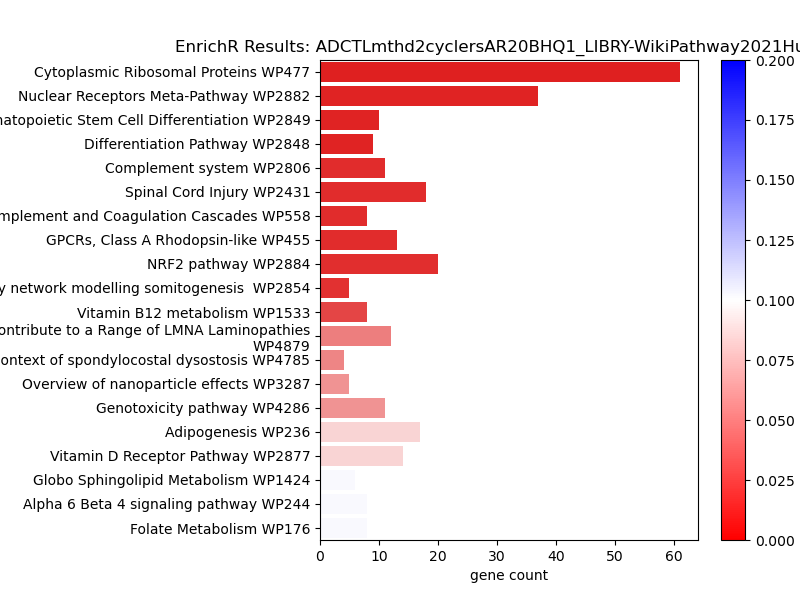 EnrichR Results: ADCTLmthd2cyclersAR20BHQ1_LIBRY-WikiPathway2021Hu
Cytoplasmic Ribosomal Proteins WP477
Nuclear Receptors Meta-Pathway WP2882
matopoietic Stem Cell Differentiation WP2849
Differentiation Pathway WP2848
Complement system WP2806
Spinal Cord Injury WP2431
mplement and Coagulation Cascades WP558
GPCRs, Class A Rhodopsin-like WP455
NRF2 pathway WP2884
y network modelling somitogenesis  WP2854
Vitamin B12 metabolism WP1533
ontribute to a Range of LMNA Laminopathies
WP4879
ontext of spondylocostal dysostosis WP4785
Overview of nanoparticle effects WP3287
Genotoxicity pathway WP4286
Adipogenesis WP236
Vitamin D Receptor Pathway WP2877
Globo Sphingolipid Metabolism WP1424
Alpha 6 Beta 4 signaling pathway WP244
Folate Metabolism WP176
0 10 20 30 40 50 60
gene count
0.200
0.175
0.150
0.125
0.100
0.075
0.050
0.025
0.000